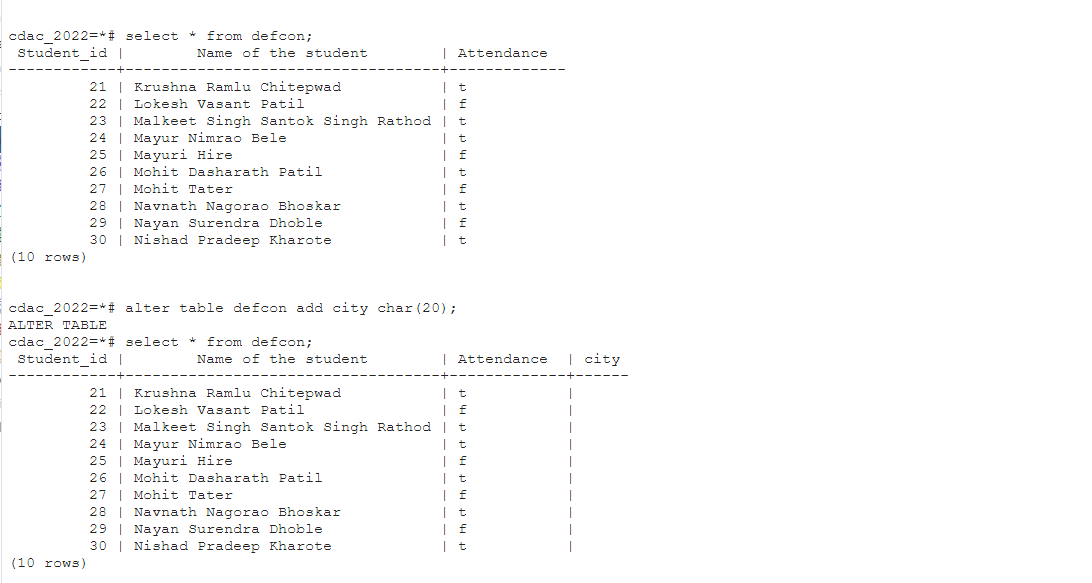 cdac_2022=*# select * from defcon;
 Student_id |        Name of the student        | Attendance
------------+-----------------------------------+-------------
         21 | Krushna Ramlu Chitepwad           | t
         22 | Lokesh Vasant Patil               | f
         23 | Malkeet Singh Santok Singh Rathod | t
         24 | Mayur Nimrao Bele                 | t
         25 | Mayuri Hire                       | f
         26 | Mohit Dasharath Patil             | t
         27 | Mohit Tater                       | f
         28 | Navnath Nagorao Bhoskar           | t
         29 | Nayan Surendra Dhoble             | f
         30 | Nishad Pradeep Kharote            | t
(10 rows)
cdac_2022=*# alter table defcon add city char(20);
ALTER TABLE
cdac_2022=*# select * from defcon;
 Student_id |        Name of the student        | Attendance  | city
------------+-----------------------------------+-------------+------
         21 | Krushna Ramlu Chitepwad           | t           |
         22 | Lokesh Vasant Patil               | f           |
         23 | Malkeet Singh Santok Singh Rathod | t           |
         24 | Mayur Nimrao Bele                 | t           |
         25 | Mayuri Hire                       | f           |
         26 | Mohit Dasharath Patil             | t           |
         27 | Mohit Tater                       | f           |
         28 | Navnath Nagorao Bhoskar           | t           |
         29 | Nayan Surendra Dhoble             | f           |
         30 | Nishad Pradeep Kharote            | t           |
(10 rows)